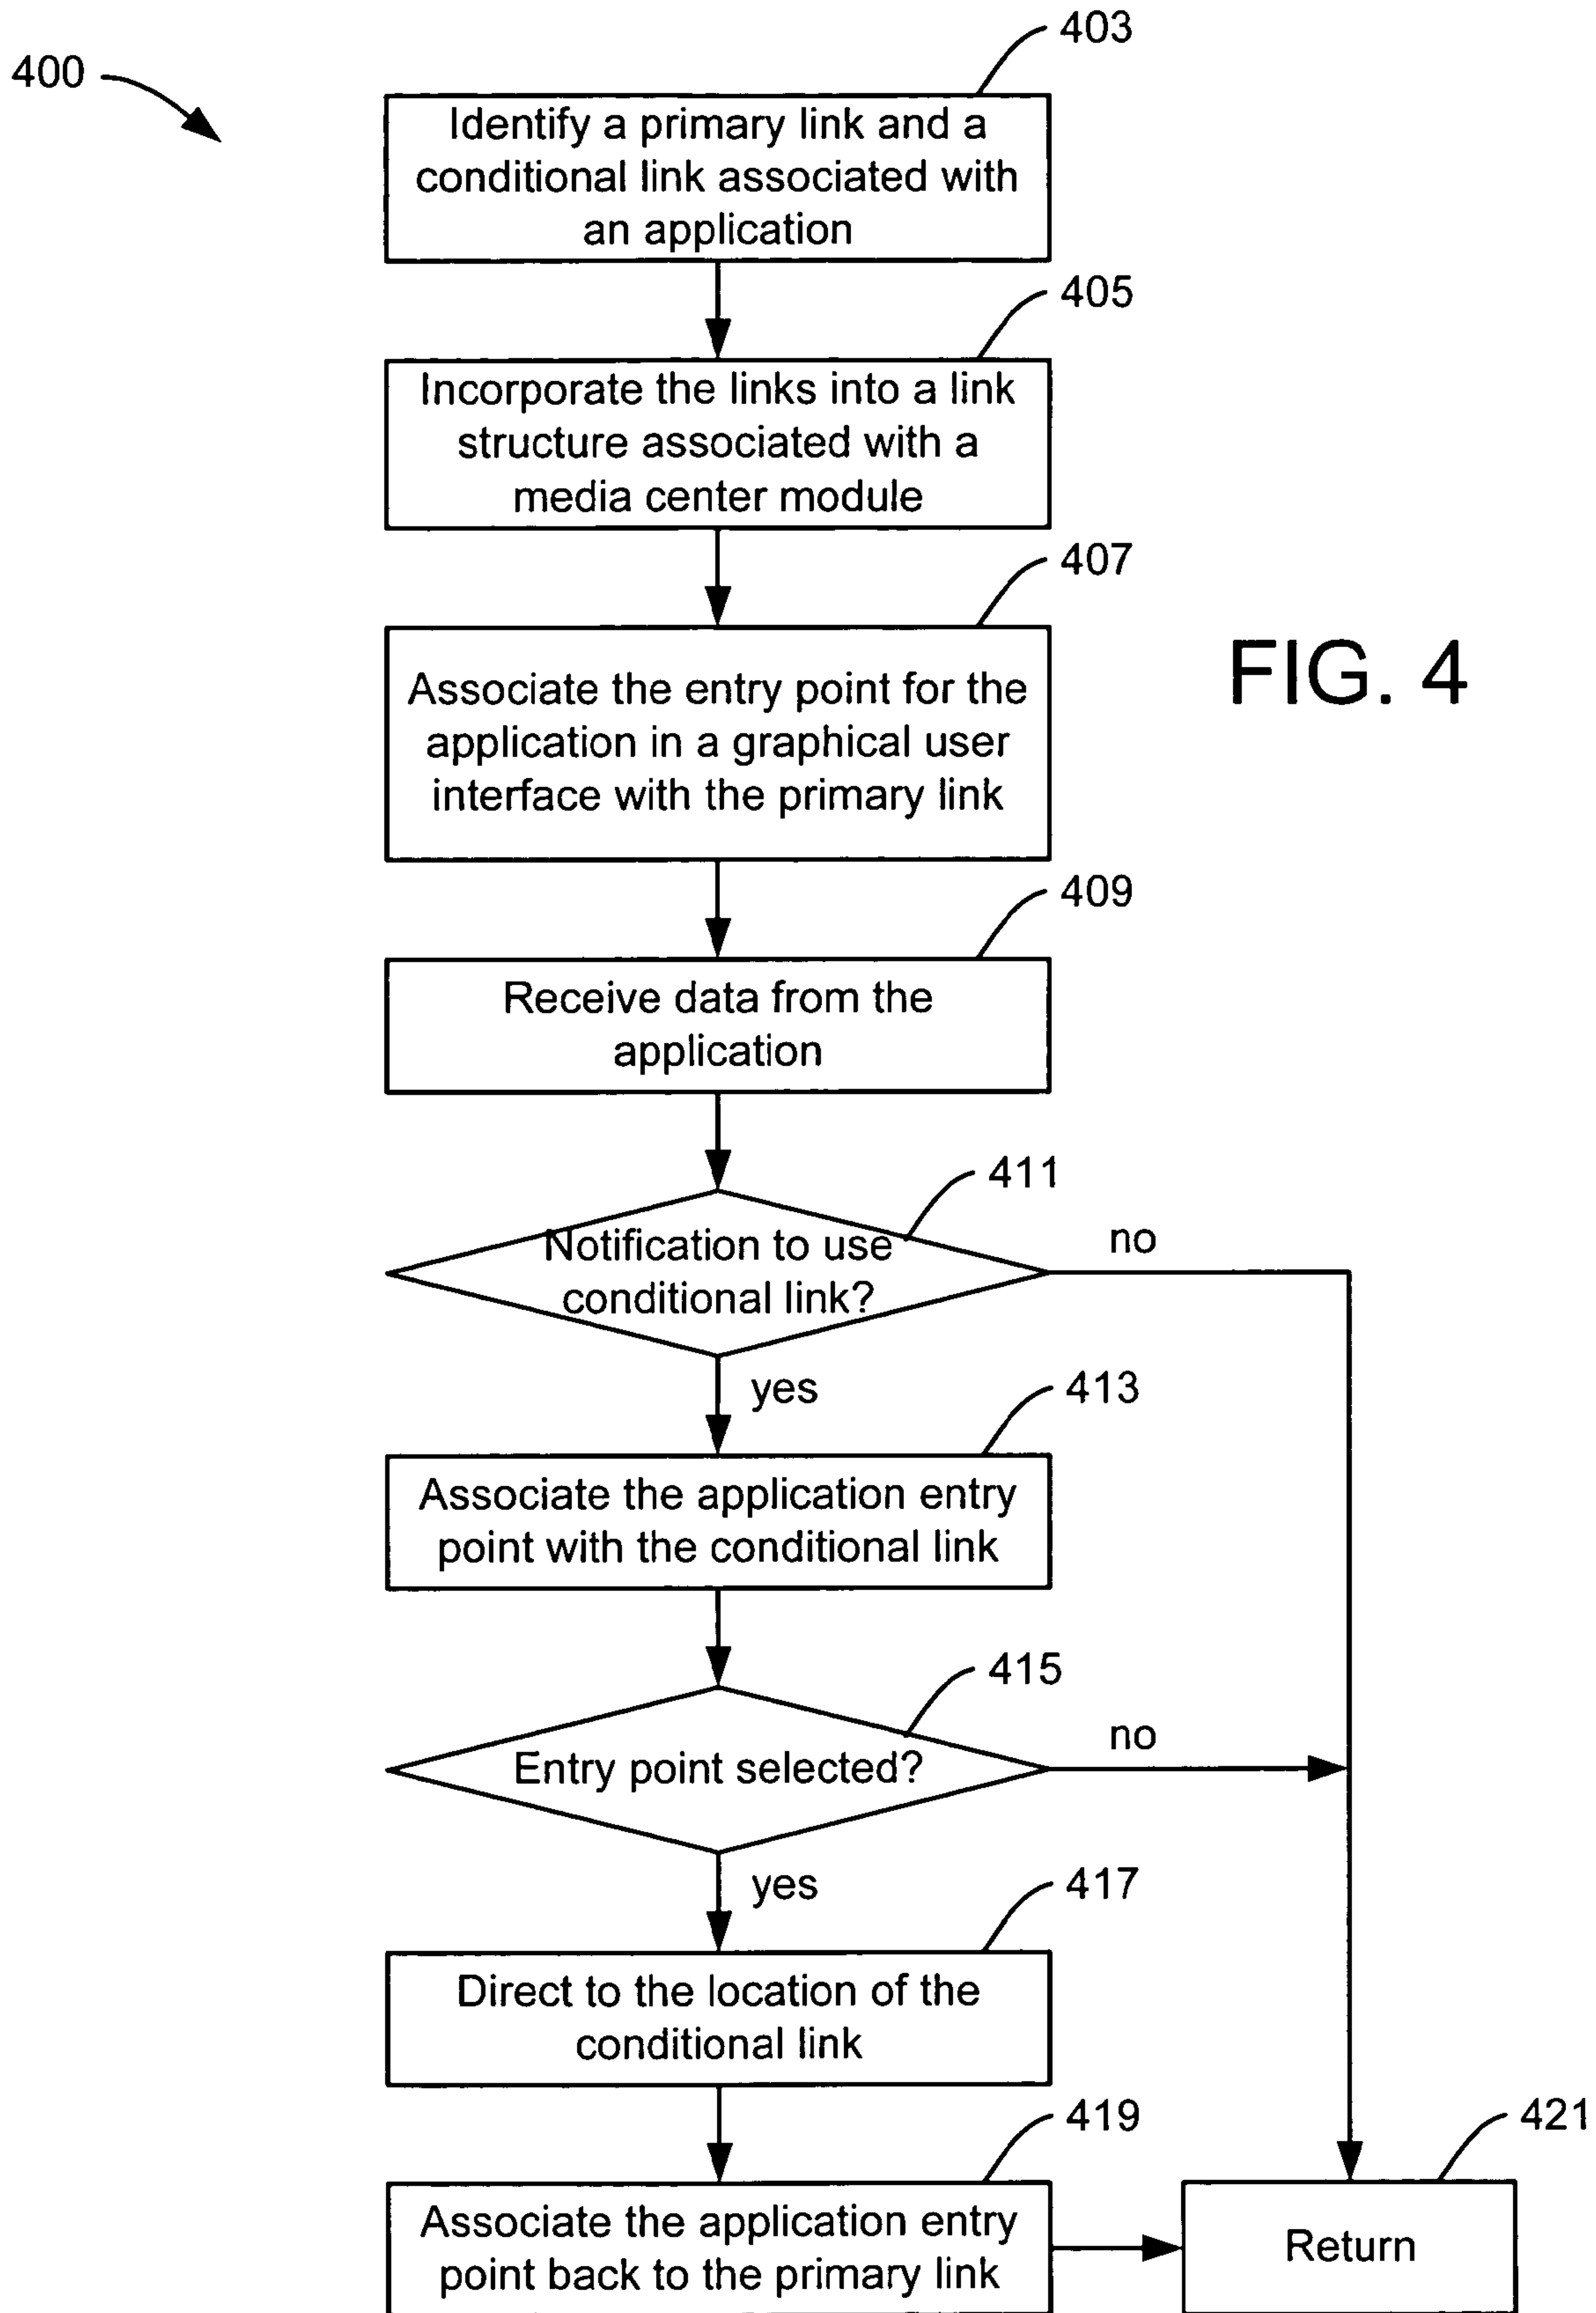 403
400
Identify a primary link and a
conditional link associated with
an application
405
Incorporate the links into a link
structure associated with a
media center module
407
FIG. 4
Associate the entry point for the
application in a graphical user
interface with the primary link
409
Receive data from the
application
411
no
Notification to use
conditional link?
yes
413
Associate the application entry
point with the conditional link
415
no
Entry point selected?
yes
417
Direct to the location of the
conditional link
419
421
Associate the application entry
point back to the primary link
Return